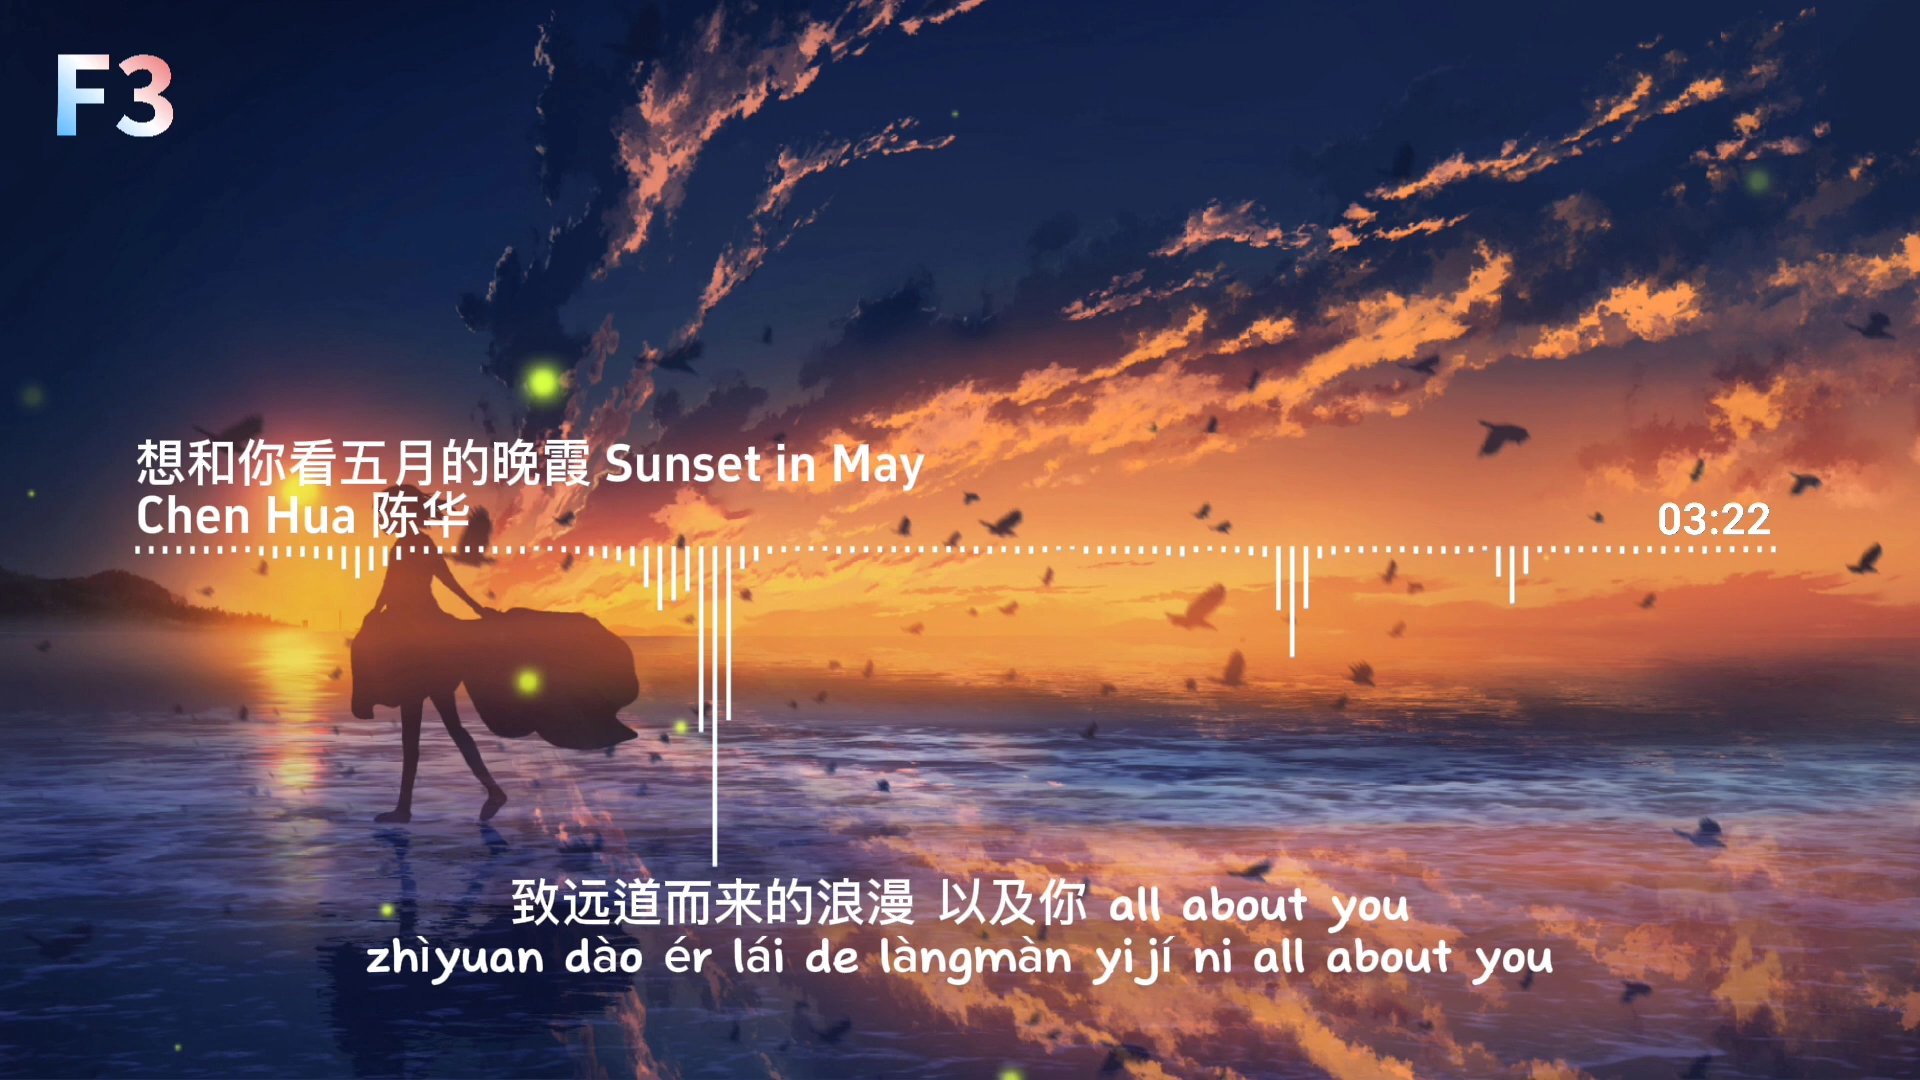 F3
想和你看五月的晚霞 Sunset in May
Chen Hua 陈华
03:22
致远道而来的浪漫 以及你 all about you
zhìyuan dào ér lái de làngmàn yi jí ni all about you